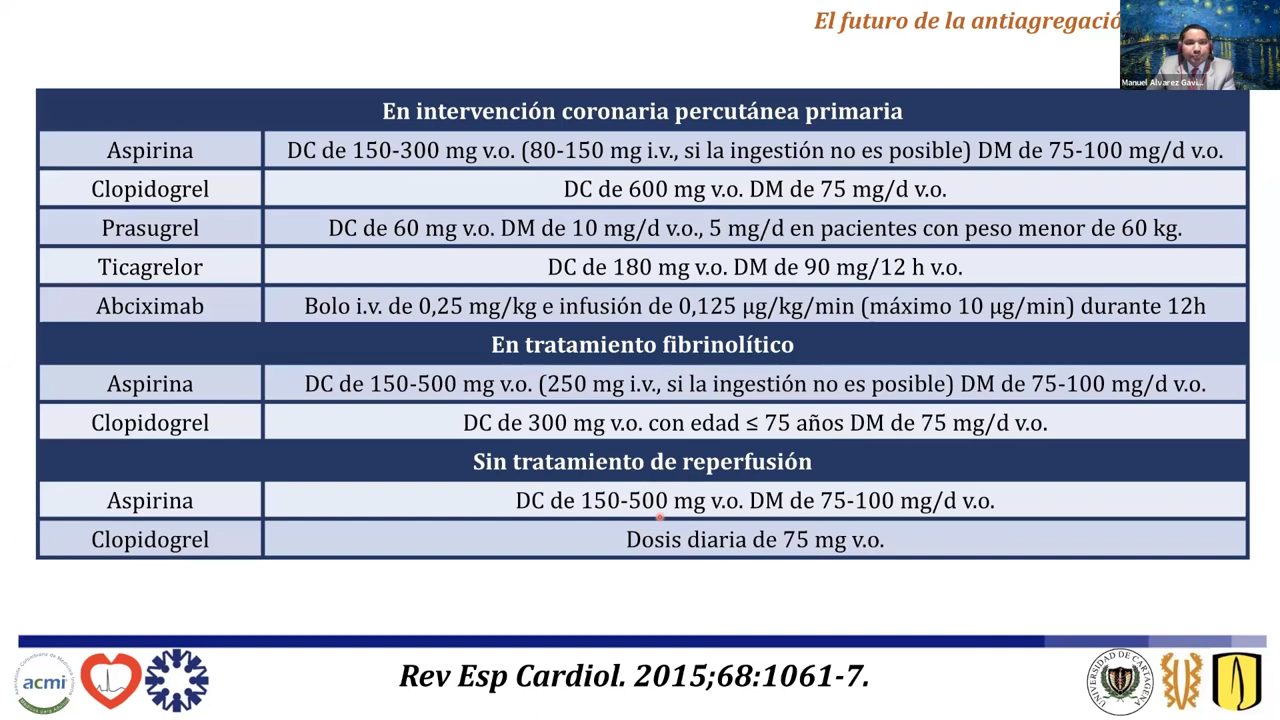 El futuro de la antiagregació
Manuel Alvarez Gavi...
En intervención coronaria percutánea primaria
Aspirina DC de 150-300 mg v.o. (80-150 mg i.v., si la ingestión no es posible) DM de 75-100 mg/d v.o.
Clopidogrel DC de 600 mg v.o. DM de 75 mg/d v.o.
Prasugrel DC de 60 mg v.o. DM de 10 mg/d v.o., 5 mg/d en pacientes con peso menor de 60 kg.
Ticagrelor DC de 180 mg v.o. DM de 90 mg/12 h v.o.
Abciximab Bolo i.v. de 0,25 mg/kg e infusión de 0,125 µg/kg/min (máximo 10 µg/min) durante 12h
En tratamiento fibrinolítico
Aspirina DC de 150-500 mg v.o. (250 mg i.v., si la ingestión no es posible) DM de 75-100 mg/d v.o.
Clopidogrel DC de 300 mg v.o. con edad ≤ 75 años DM de 75 mg/d v.o.
Sin tratamiento de reperfusión
Aspirina DC de 150-500 mg v.o. DM de 75-100 mg/d v.o.
Clopidogrel Dosis diaria de 75 mg v.o.
acmi
Rev Esp Cardiol. 2015;68:1061-7.
UNIVERSIDAD DE CARTAGENA